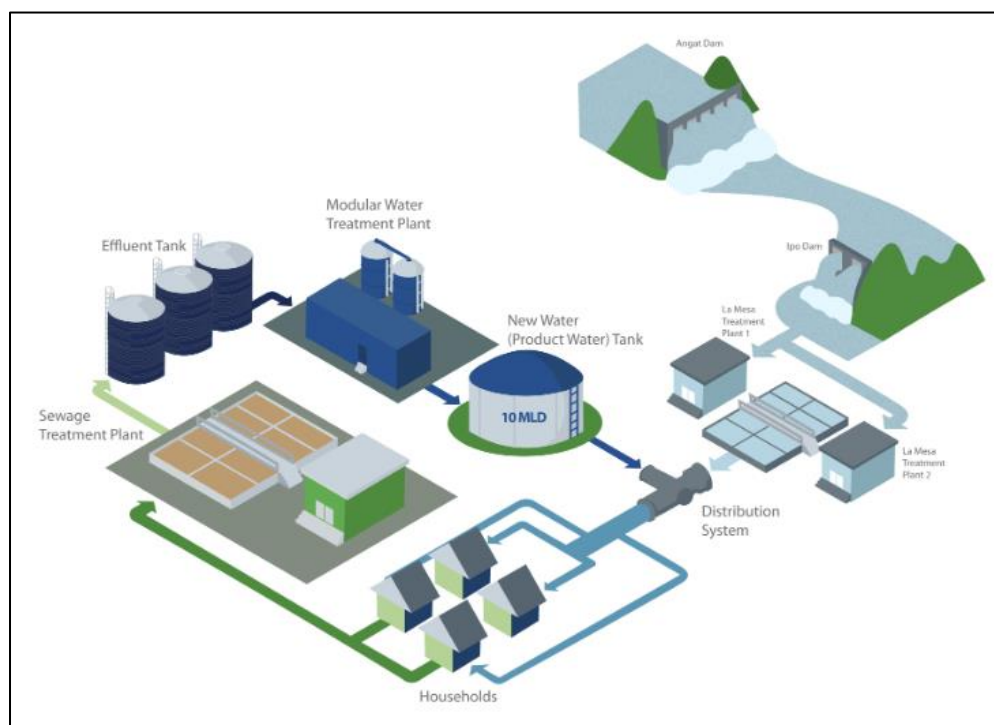 Angat Dam
Ipo Dam
Modular Water
Treatment Plant
Effluent Tank
La Mesa
Treatment
Plant 1
New Water
(Product Water) Tank
10 MLD
Sewage
Treatment Plant
La Mesa
Treatment
Plant 2
Distribution
System
Households